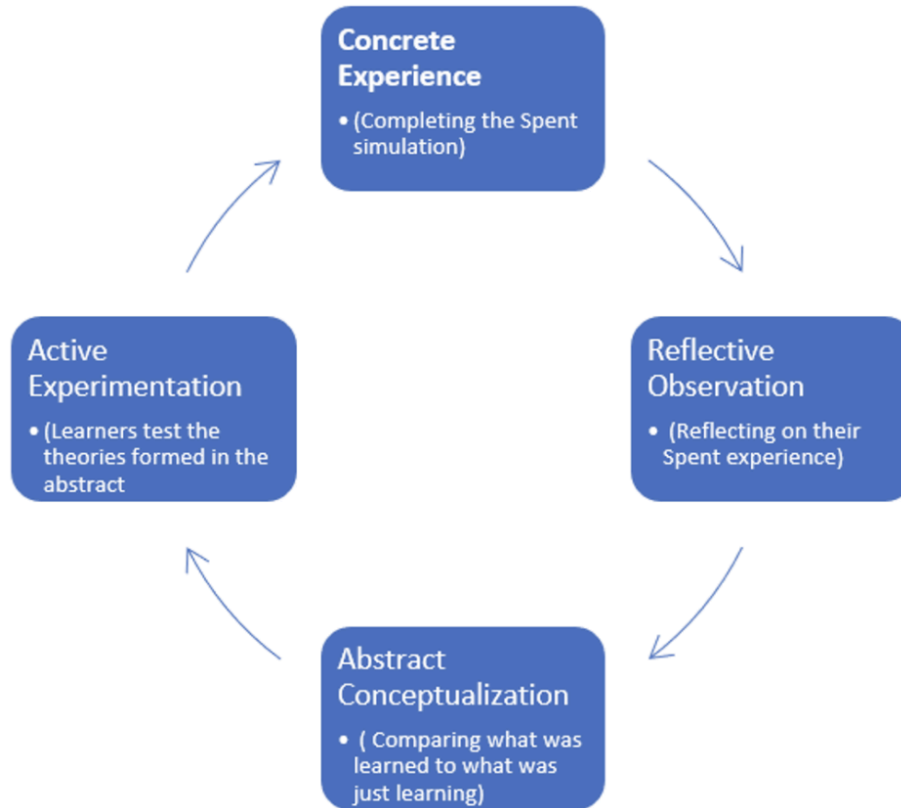 Concrete
Experience
• (Completing the Spent
simulation)
Reflective
Observation
• (Reflecting on their
Spent experience)
Abstract
Conceptualization
• ( Comparing what was
learned to what was
just learning)
Active
Experimentation
• (Learners test the
theories formed in the
abstract